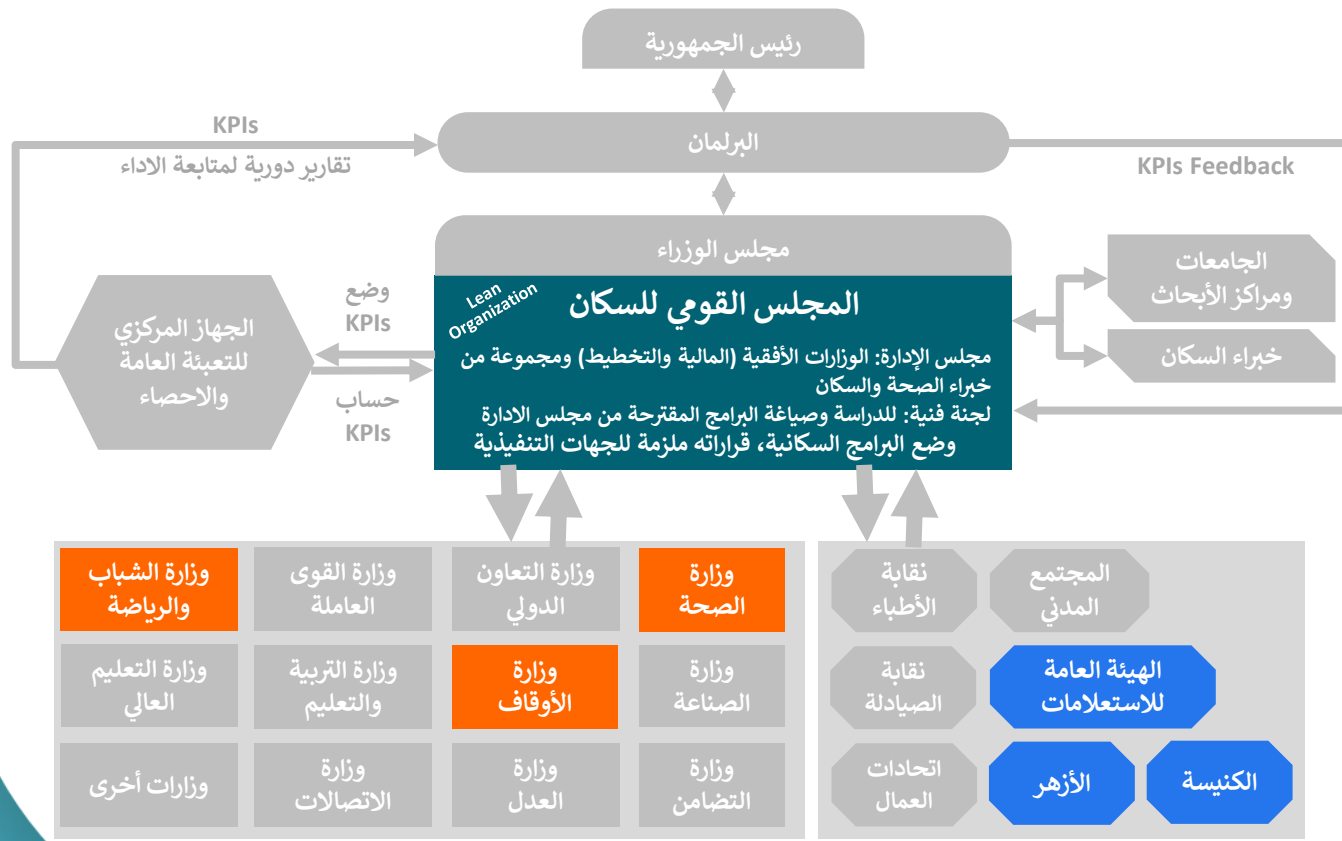 رئيس الجمهورية
KPIs
البرلمان
تقارير دورية لمتابعة الاداء
KPIs Feedback
مجلس الوزراء
الجامعات
ومراكز الأبحاث
خبراء السكان
Lean
Organization
المجلس القومي للسكان
مجلس الإدارة: الوزارات الأفقية (المالية والتخطيط) ومجموعة من
خبراء الصحة والسكان
لجنة فنية: للدراسة وصياغة البرامج المقترحة من مجلس الادارة
وضع البرامج السكانية، قراراته ملزمة للجهات التنفيذية
وضع
KPIs
حساب
KPIs
الجهاز المركزي
للتعبئة العامة
والاحصاء
المجتمع
المدني
نقابة
الأطباء
الهيئة العامة
للاستعلامات
نقابة
الصيادلة
الكنيسة
الأزهر
اتحادات
العمال
وزارة
الصحة
وزارة التعاون
الدولي
وزارة القوى
العاملة
وزارة الشباب
والرياضة
وزارة
الصناعة
وزارة
الأوقاف
وزارة التربية
والتعليم
وزارة التعليم
العالي
وزارة
التضامن
وزارة
العدل
وزارة
الاتصالات
وزارات أخرى